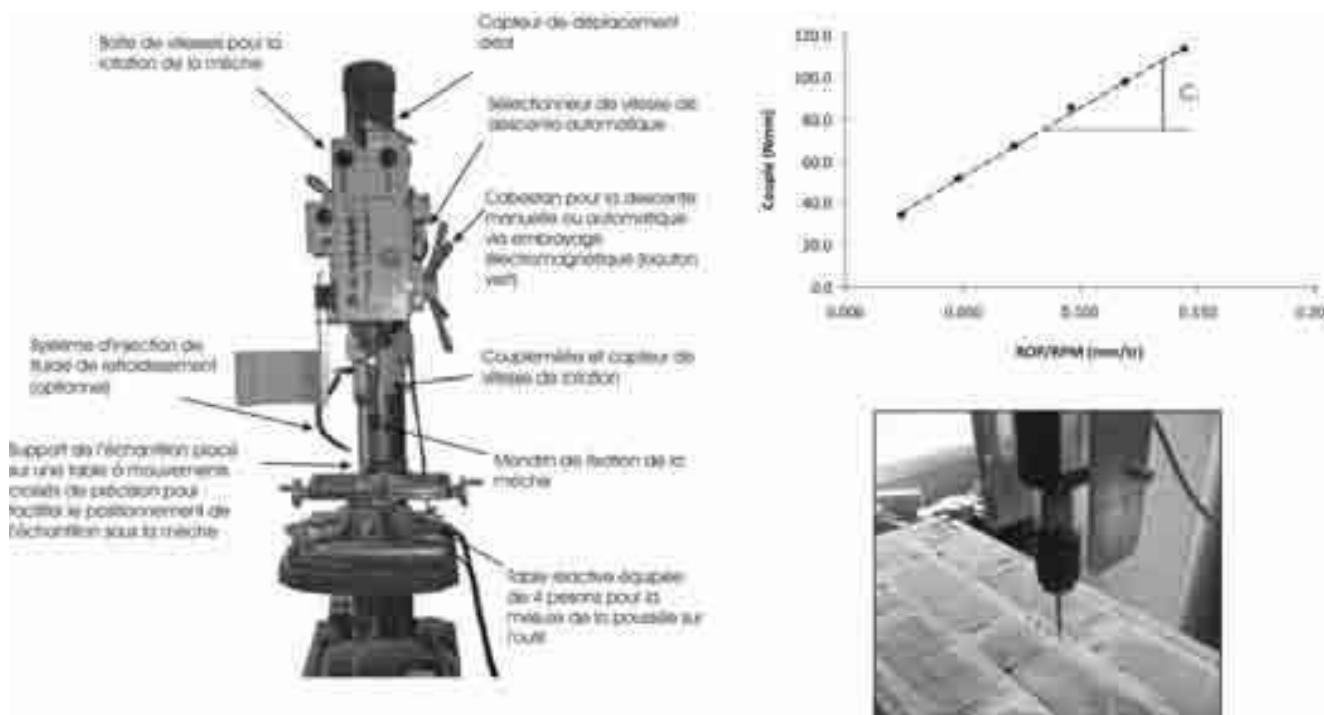 Boîte de vitesses pour la
rotation de la mèche
Capteur de déplacement
axial
Sélectionneur de vitesse de
descente automatique
Cabestan pour la descente
manuelle ou automatique
via embrayage
électromagnétique (bouton
vert)
Système d'injection de
fluide de refroidissement
(optionnel)
Couplemètre et capteur de
vitesse de rotation
Support de l'échantillon placé
sur une table à mouvements
croisés de précision pour
faciliter le positionnement de
l'échantillon sous la mèche
Mandrin de fixation de la
mèche
Table réactive équipée
de 4 pesons pour la
mesure de la poussée sur
l'outil
Couple (Nmm)
120.0
100.0
80.0
60.0
40.0
20.0
0.0
0.000
0.050
0.100
0.150
0.20
ROP/RPM (mm/tr)
C